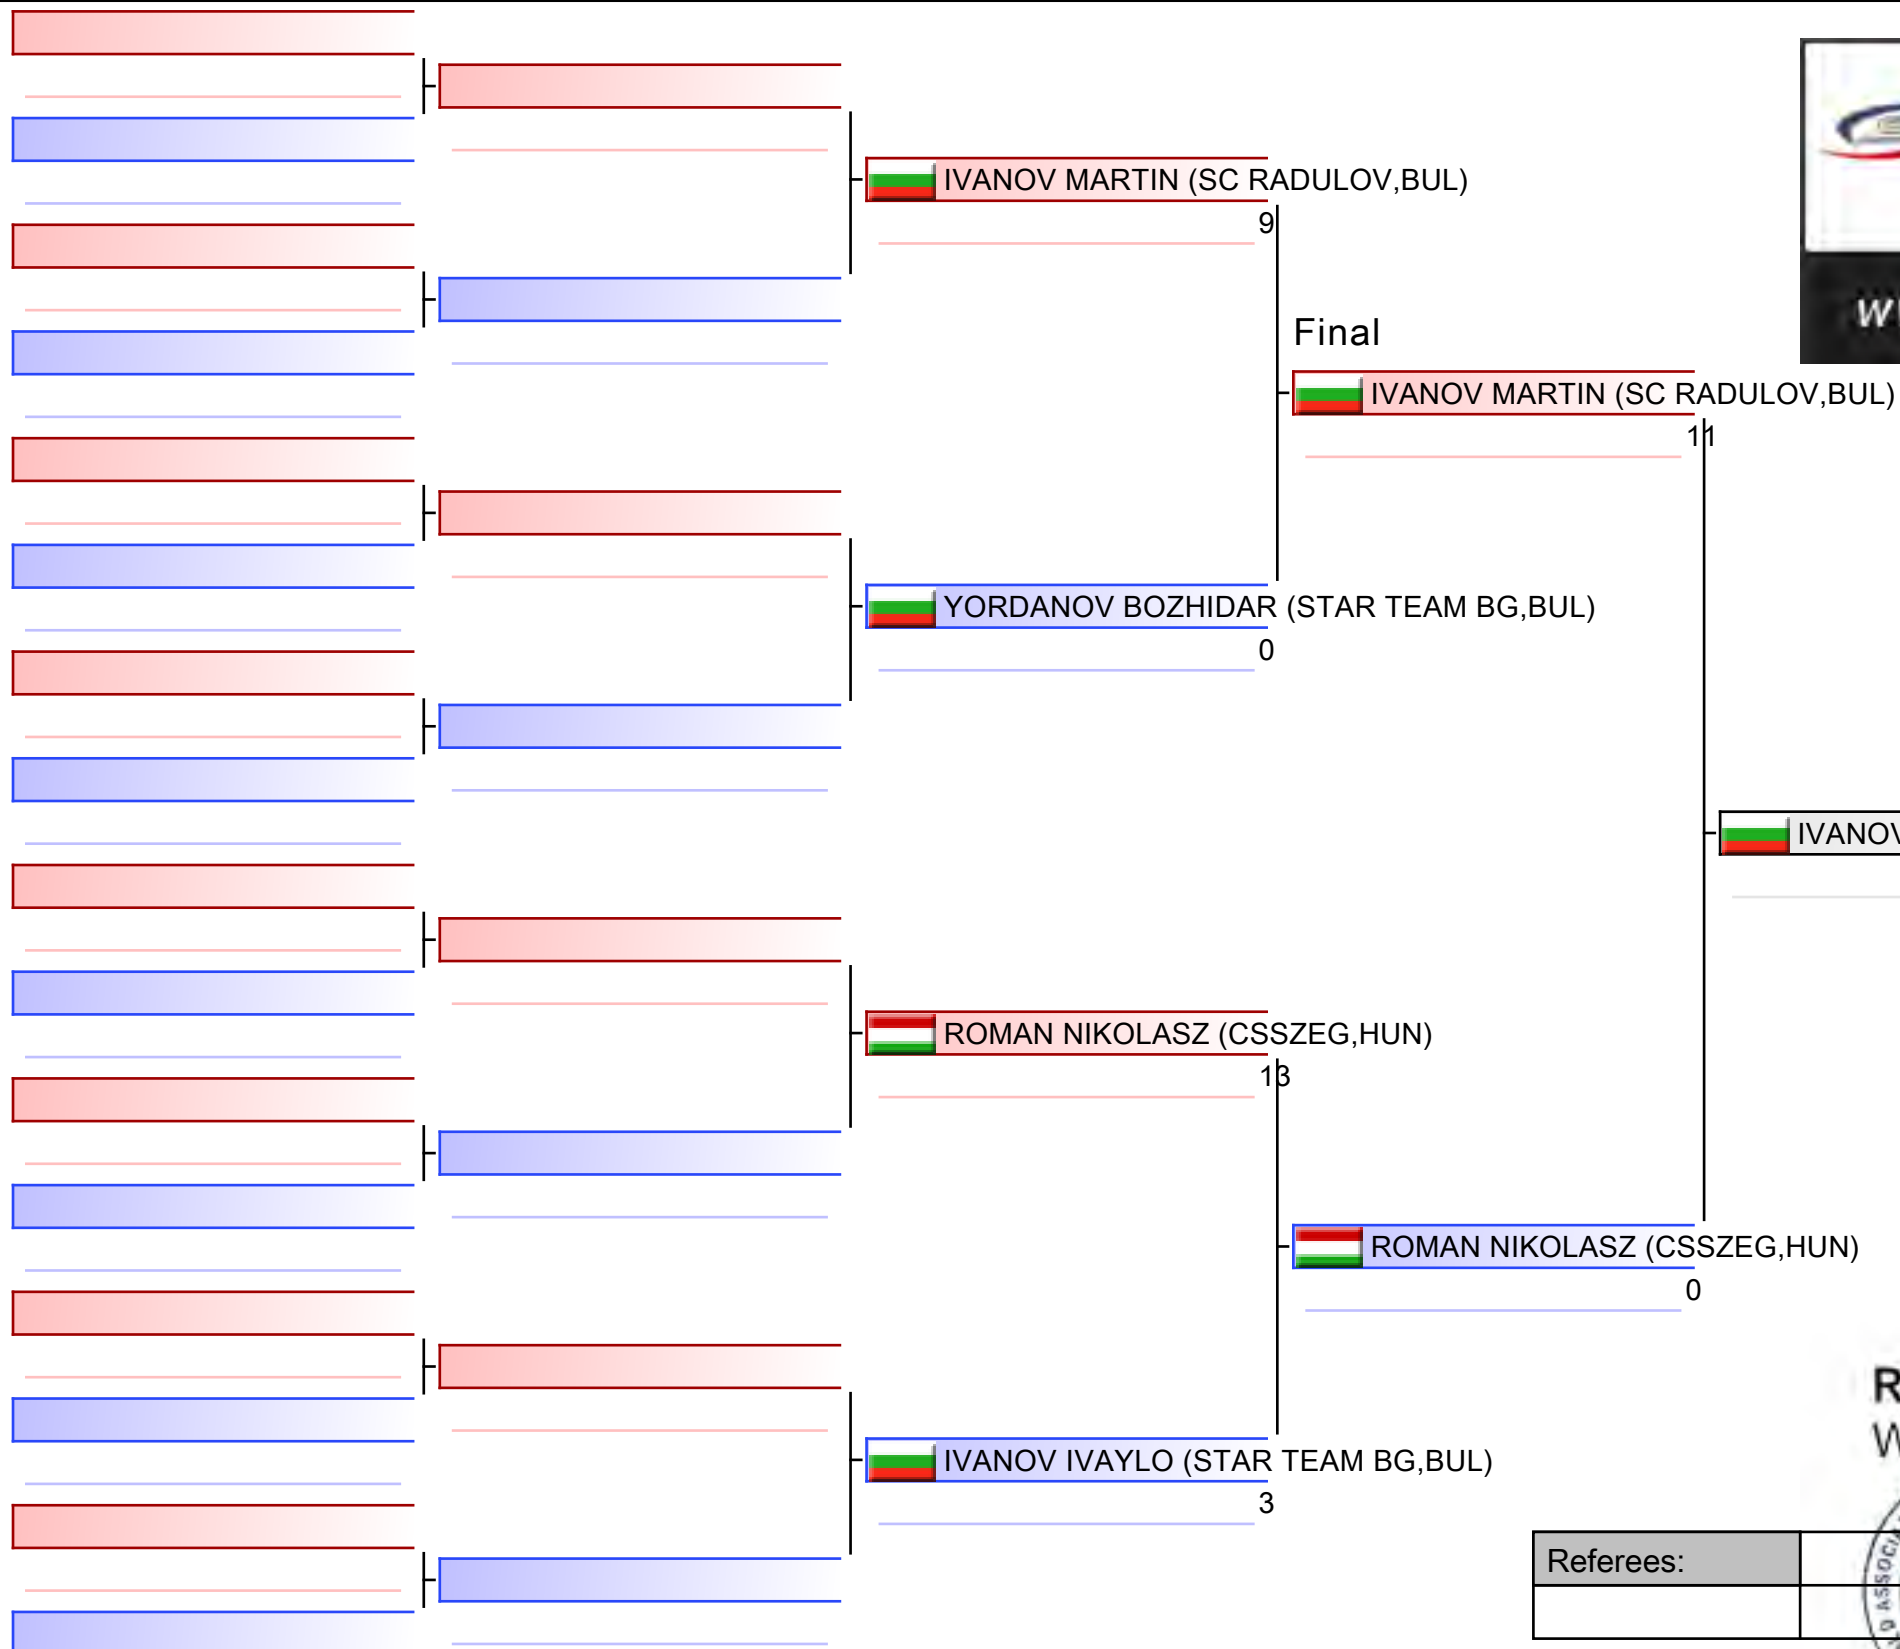 IVANOV MARTIN (SC RADULOV,BUL)
9
Final
IVANOV MARTIN (SC RADULOV,BUL)
11
YORDANOV BOZHIDAR (STAR TEAM BG,BUL)
0
IVANOV
ROMAN NIKOLASZ (CSSZEG,HUN)
13
ROMAN NIKOLASZ (CSSZEG,HUN)
0
IVANOV IVAYLO (STAR TEAM BG,BUL)
3
Referees: